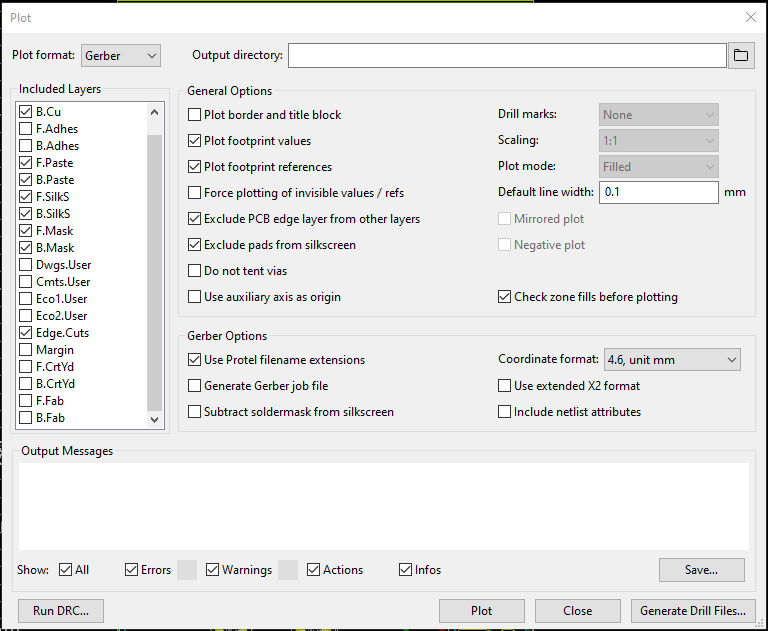 Plot
Plot format: Gerber Output directory:
Included Layers
B.Cu
F.Adhes
B.Adhes
F.Paste
B.Paste
F.SilkS
B.SilkS
F.Mask
B.Mask
Dwgs.User
Cmts.User
Eco1.User
Eco2.User
Edge.Cuts
Margin
F.CrtYd
B.CrtYd
F.Fab
B.Fab
General Options
Plot border and title block
Plot footprint values
Plot footprint references
Force plotting of invisible values / refs
Exclude PCB edge layer from other layers
Exclude pads from silkscreen
Do not tent vias
Use auxiliary axis as origin
Drill marks: None
Scaling: 1:1
Plot mode: Filled
Default line width: 0.1 mm
Mirrored plot
Negative plot
Check zone fills before plotting
Gerber Options
Use Protel filename extensions
Generate Gerber job file
Subtract soldermask from silkscreen
Coordinate format: 4.6, unit mm
Use extended X2 format
Include netlist attributes
Output Messages
Show: All Errors Warnings Actions Infos Save...
Run DRC... Plot Close Generate Drill Files...